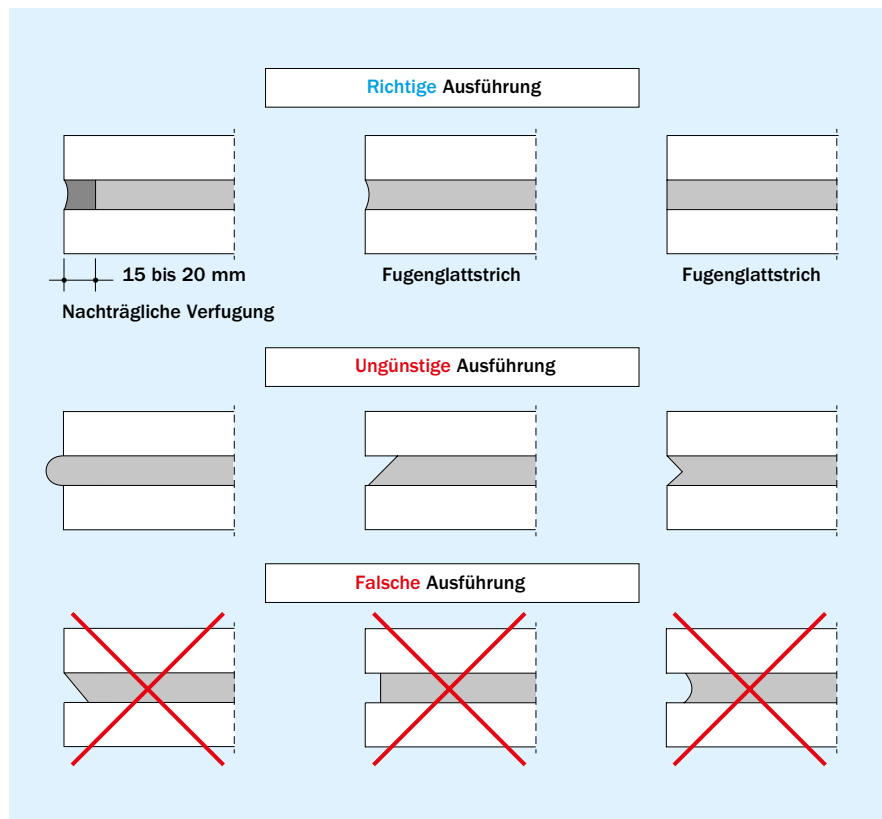 Richtige Ausführung
15 bis 20 mm
Nachträgliche Verfugung
Fugenglattstrich
Fugenglattstrich
Ungünstige Ausführung
Falsche Ausführung